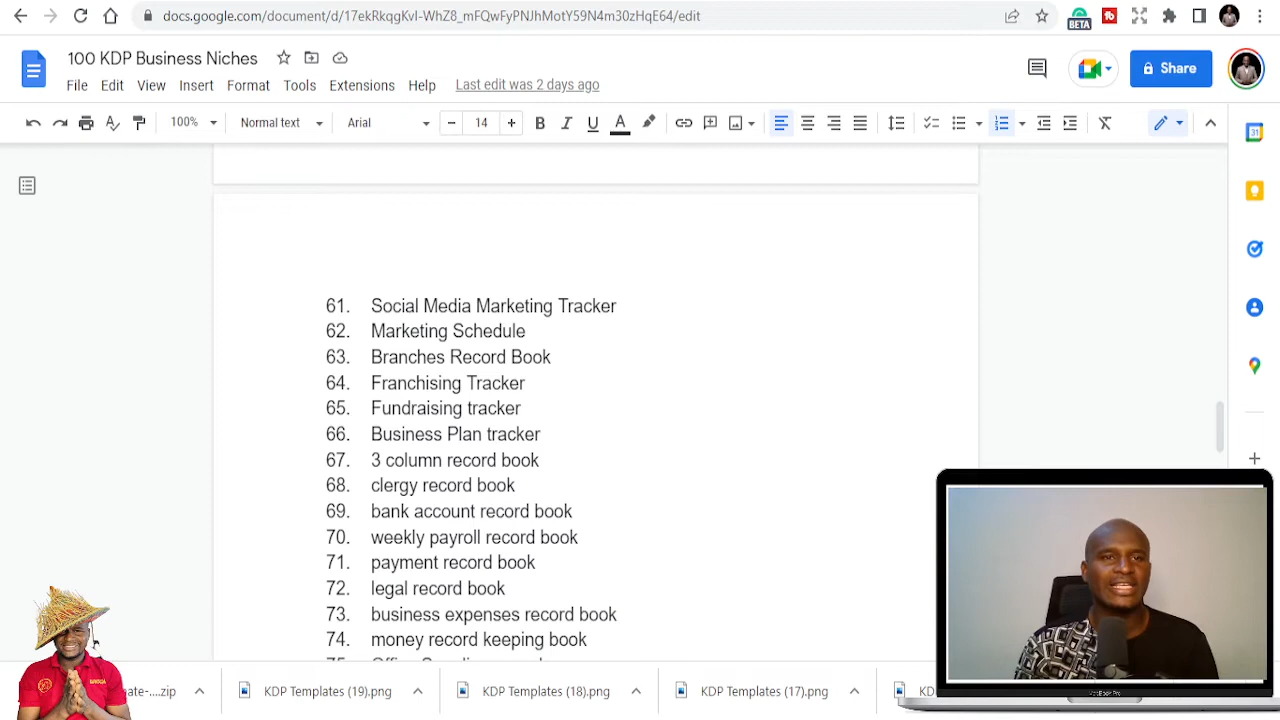 docs.google.com/document/d/
100 KDP Business Niches
File Edit View Insert Format Tools Extensions Help Last edit was 2 days ago
Share
BETA
100% Normal text Arial 14
31
61. Social Media Marketing Tracker
62. Marketing Schedule
63. Branches Record Book
64. Franchising Tracker
65. Fundraising tracker
66. Business Plan tracker
67. 3 column record book
68. clergy record book
69. bank account record book
70. weekly payroll record book
71. payment record book
72. legal record book
73. business expenses record book
74. money record keeping book
KDP Templates (19).png
KDP Templates (18).png
KDP Templates (17).png
MacBook Pro